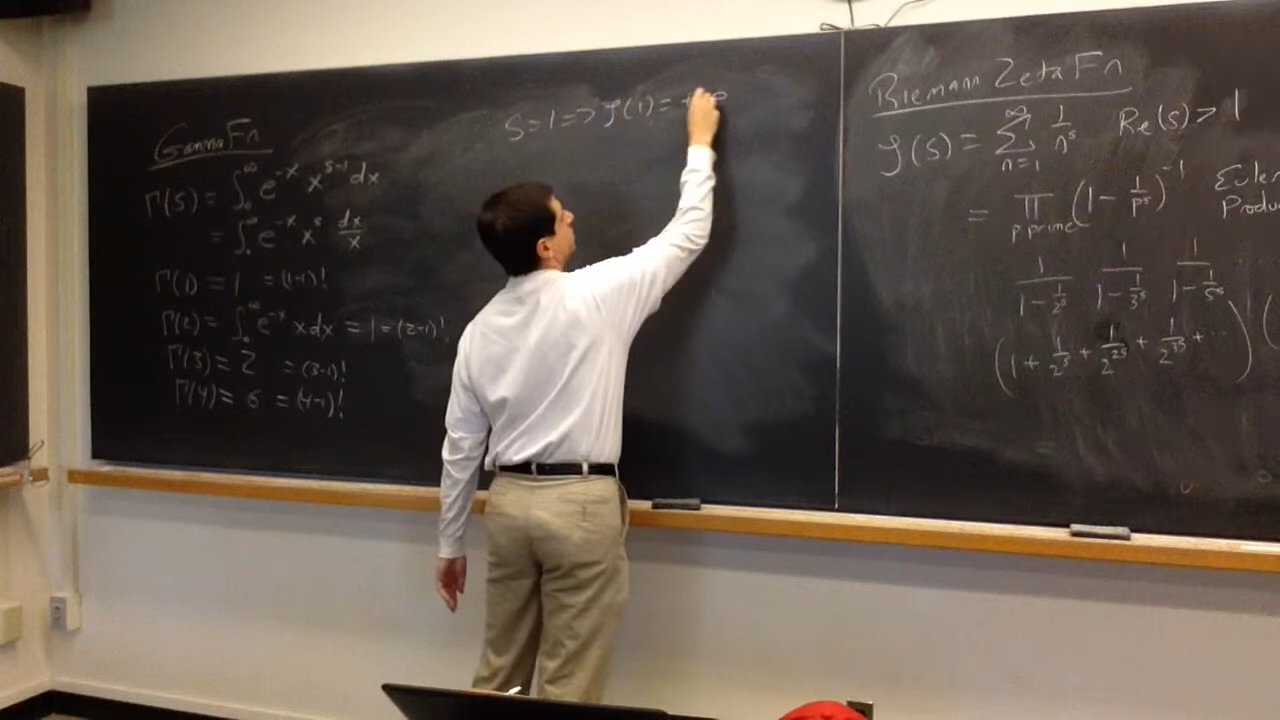 Gamma Fn
Γ(s) = ∫₀^∞ e^{-x} x^{s-1} dx
= ∫₀^∞ e^{-x} x^s dx/x
Γ(1) = 1 = (1-1)!
Γ(2) = ∫₀^∞ e^{-x} x dx = 1 = (2-1)!
Γ(3) = 2 = (3-1)!
Γ(4) = 6 = (4-1)!
S = 1 => ζ(1) =
Riemann Zeta Fn
ζ(s) = ∑_{n=1}^∞ 1/n^s Re(s) > 1
= ∏_{p prime} (1 - 1/p^s)^{-1} Euler
1/(1 - 1/2^s) 1/(1 - 1/3^s) 1/(1 - 1/5^s)
(1 + 1/2^s + 1/2^{2s} + 1/2^{3s} + ...) (